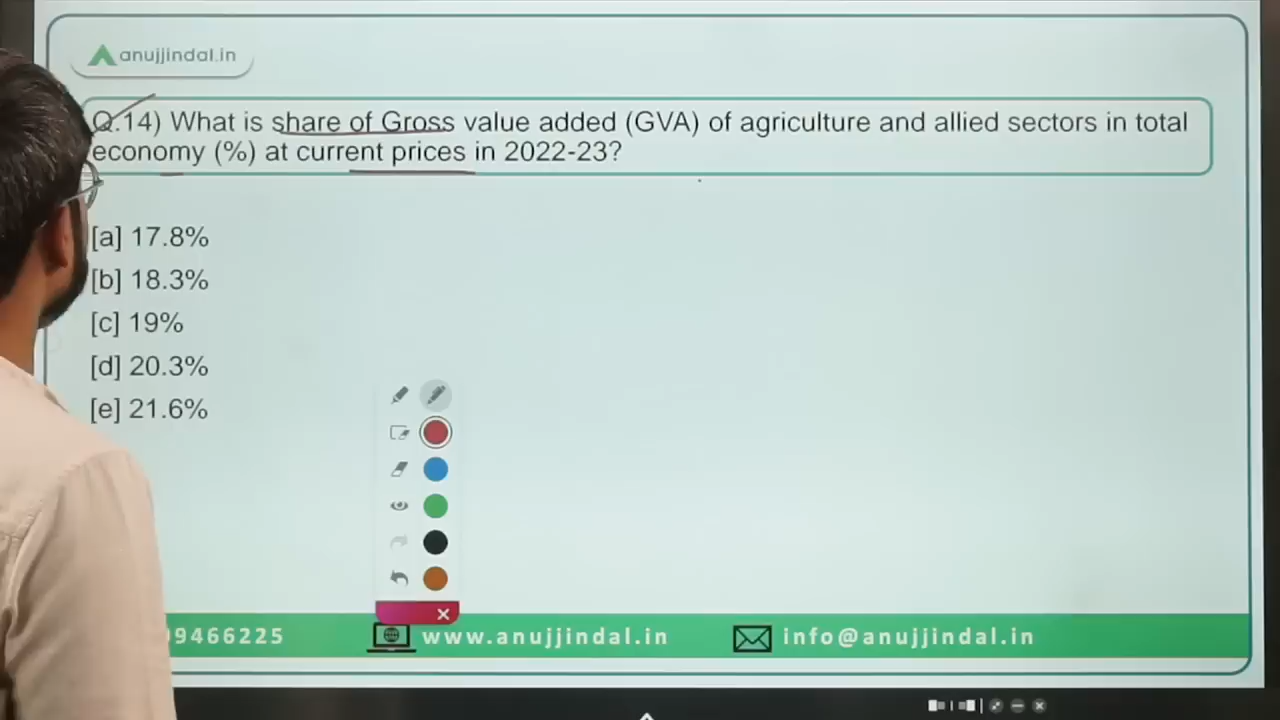 anujjindal.in
Q.14) What is share of Gross value added (GVA) of agriculture and allied sectors in total
economy (%) at current prices in 2022-23?
[a] 17.8%
[b] 18.3%
[c] 19%
[d] 20.3%
[e] 21.6%
9466225
www.anujjindal.in
info@anujjindal.in